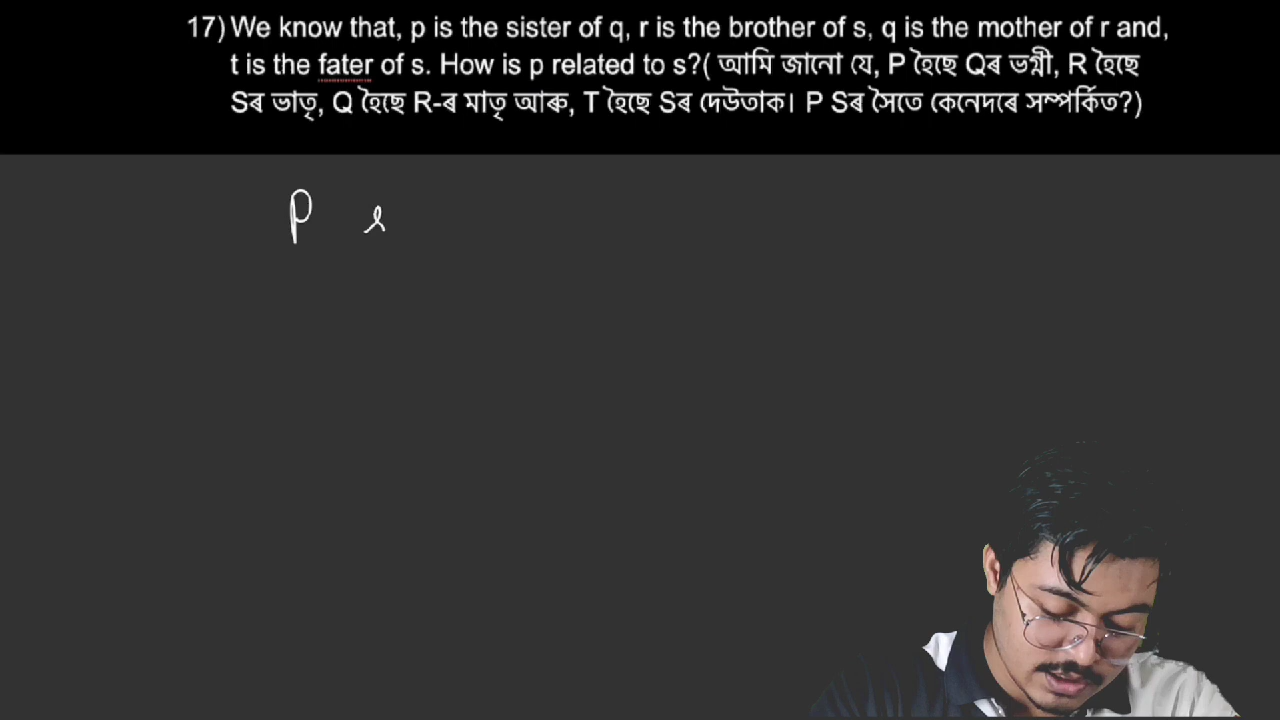 17) We know that, p is the sister of q, r is the brother of s, q is the mother of r and,
t is the fater of s. How is p related to s?( আমি জানো যে, P হৈছে Qৰ ভগ্নী, R হৈছে
Sৰ ভাতৃ, Q হৈছে R-ৰ মাতৃ আৰু, T হৈছে Sৰ দেউতাক। P Sৰ সৈতে কেনেদৰে সম্পৰ্কিত?)
P s